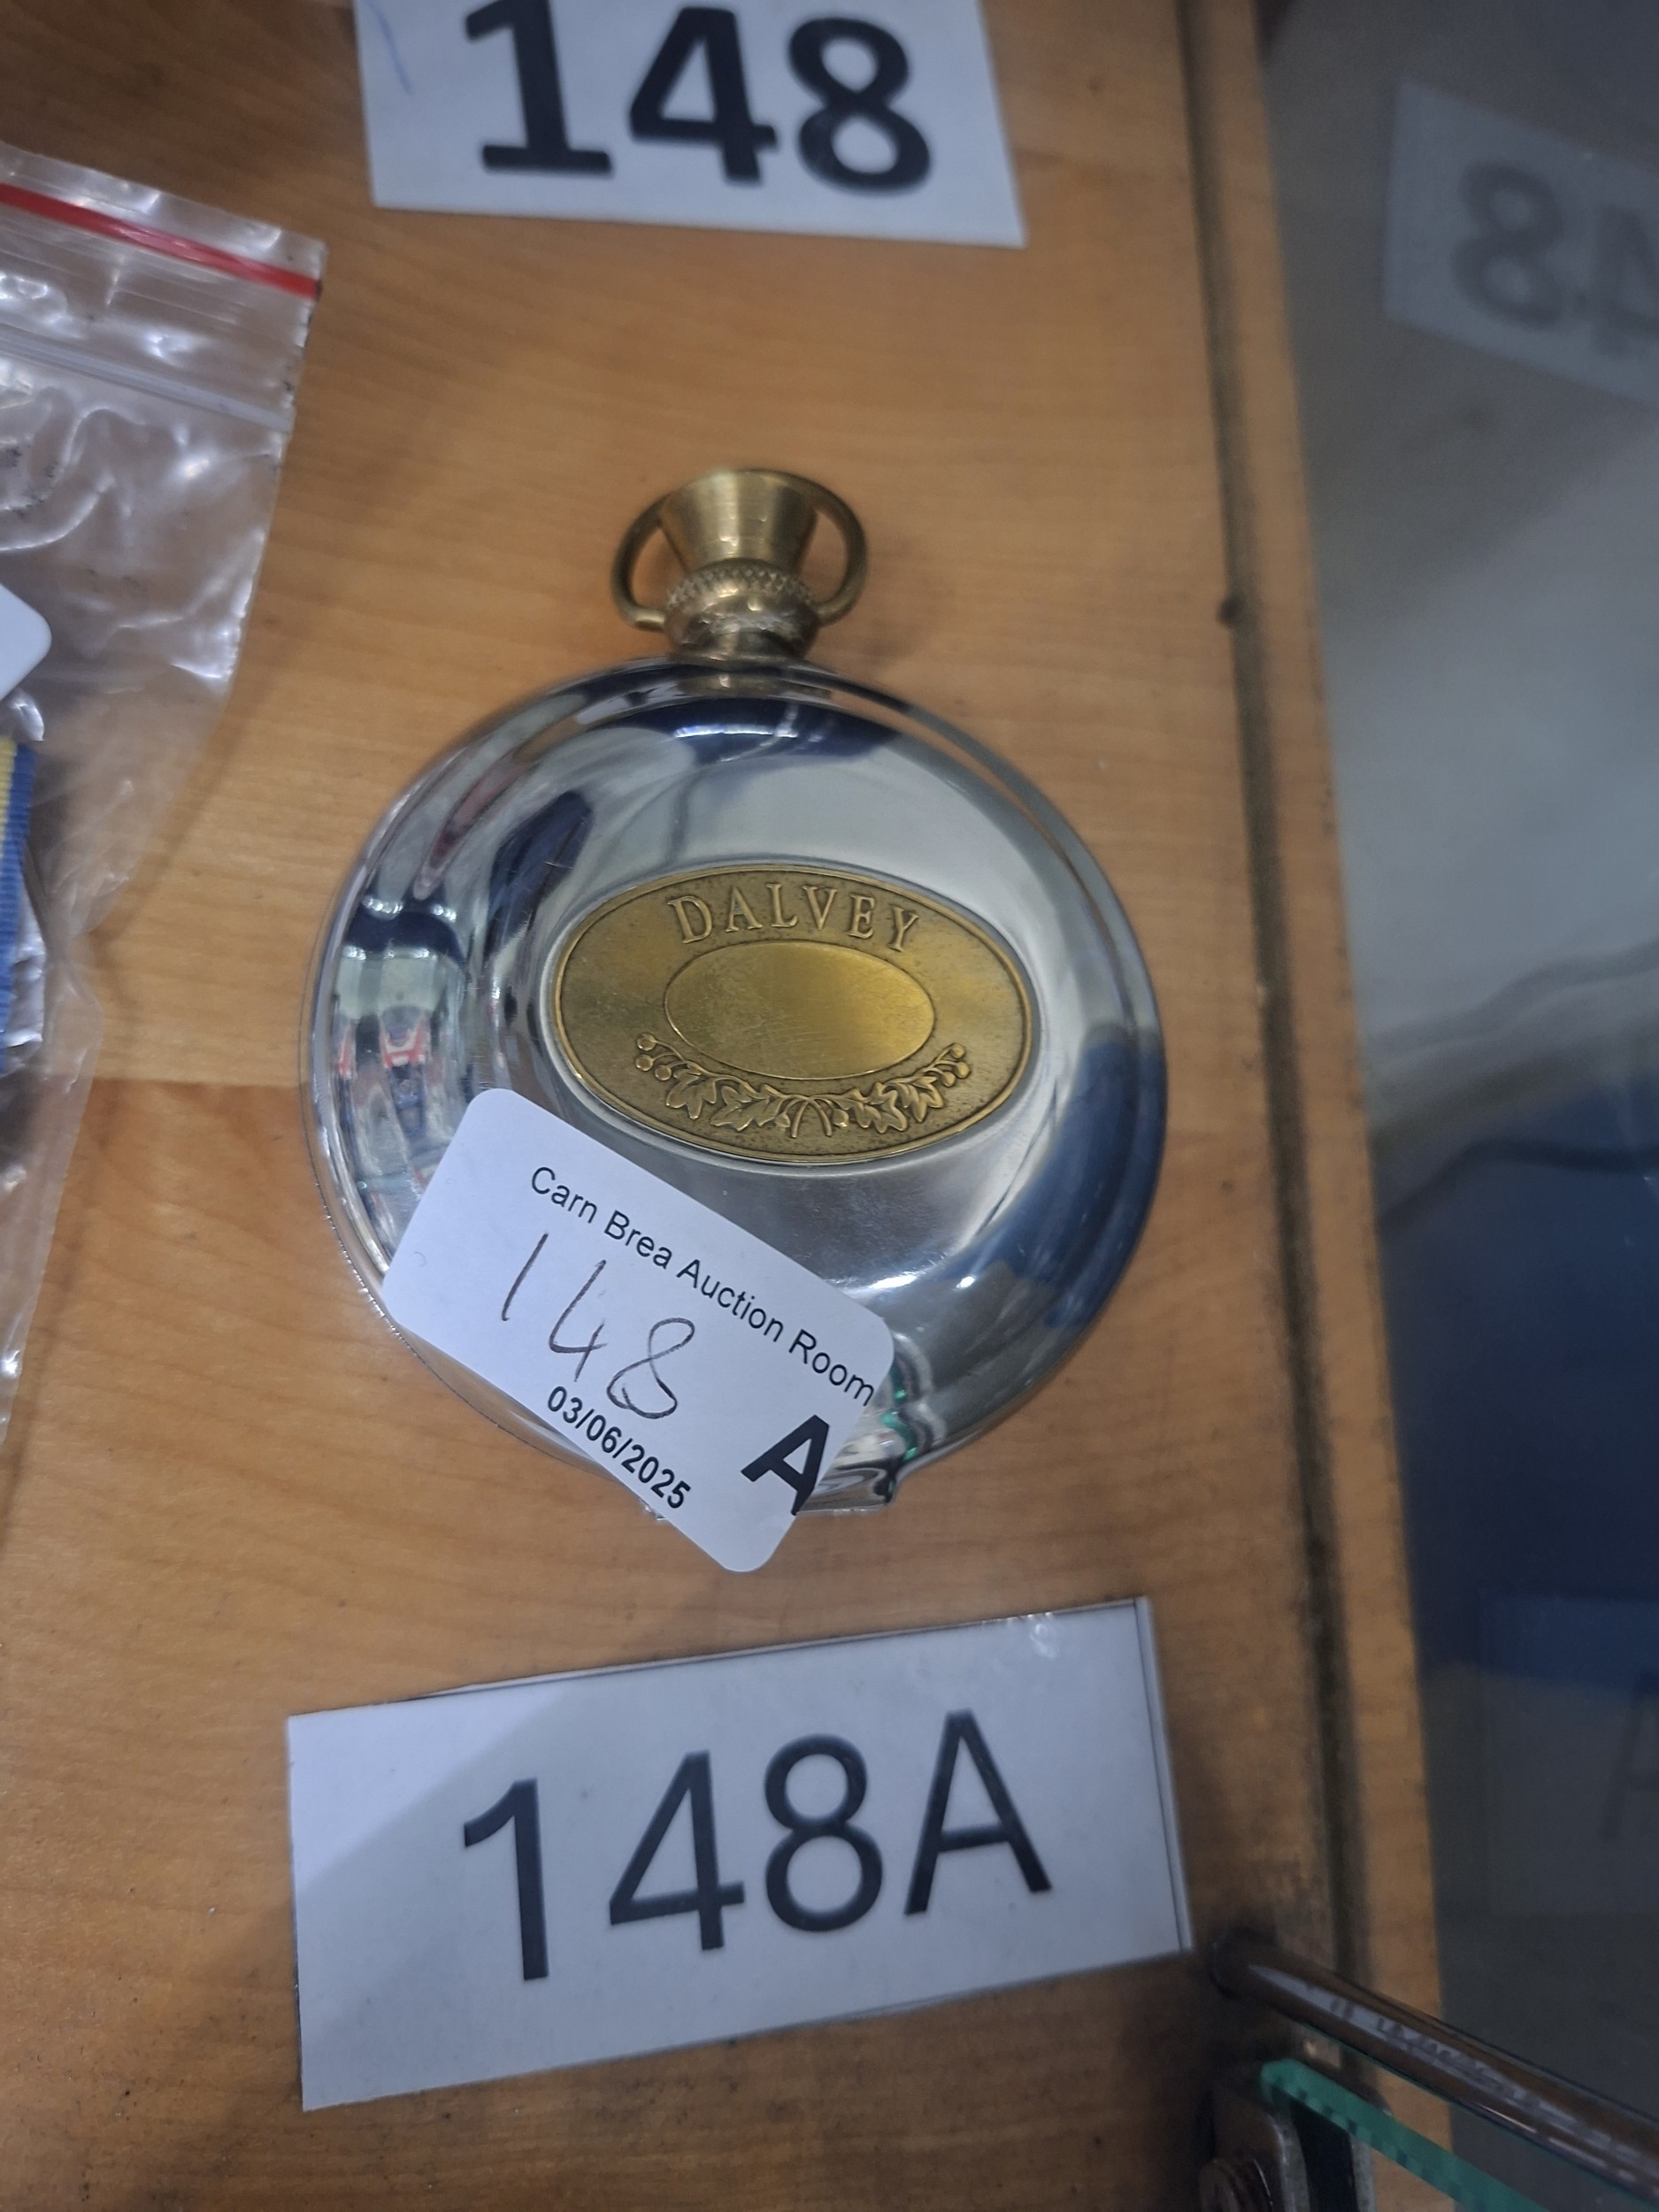 148
DALVEY
Carn Brea Auction Room
148
A
03/06/2025
148A